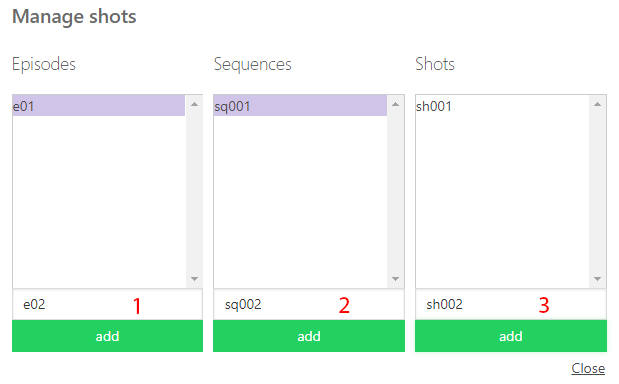 Manage shots
Episodes Sequences Shots
e01 sq001 sh001
e02 1 sq002 2 sh002 3
add add add
Close